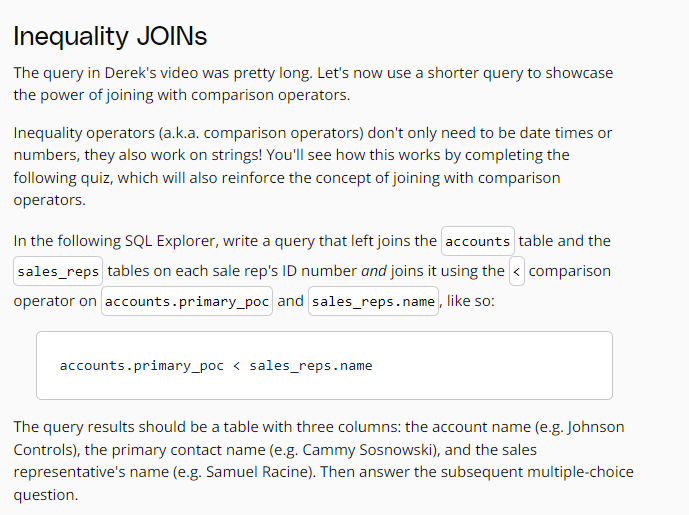 Inequality JOINs
The query in Derek's video was pretty long. Let's now use a shorter query to showcase
the power of joining with comparison operators.
Inequality operators (a.k.a. comparison operators) don't only need to be date times or
numbers, they also work on strings! You'll see how this works by completing the
following quiz, which will also reinforce the concept of joining with comparison
operators.
In the following SQL Explorer, write a query that left joins the accounts table and the
sales_reps tables on each sale rep's ID number and joins it using the < comparison
operator on accounts.primary_poc and sales_reps.name, like so:
accounts.primary_poc < sales_reps.name
The query results should be a table with three columns: the account name (e.g. Johnson
Controls), the primary contact name (e.g. Cammy Sosnowski), and the sales
representative's name (e.g. Samuel Racine). Then answer the subsequent multiple-choice
question.